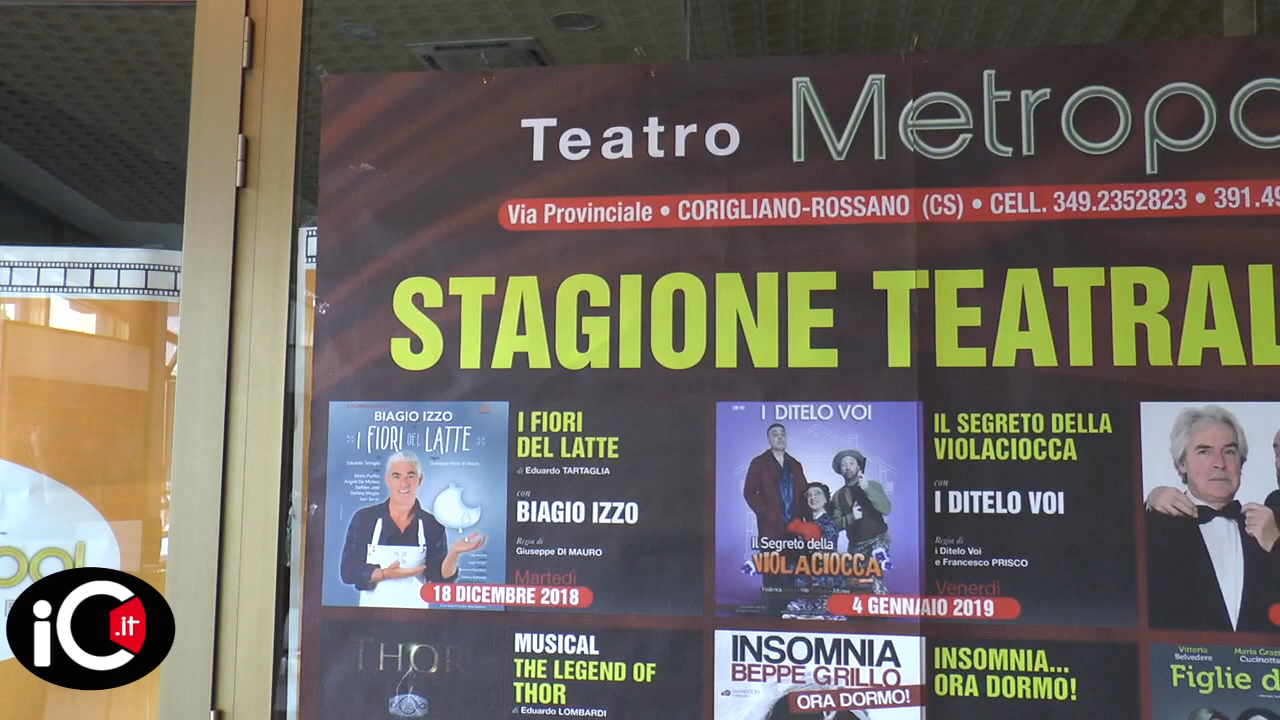 Teatro Metropo
Via Provinciale • CORIGLIANO-ROSSANO (CS) • CELL. 349.2352823 • 391.49
STAGIONE TEATRAL
BIAGIO IZZO
I FIORI DEL LATTE
I FIORI
DEL LATTE
di Eduardo TARTAGLIA
con
BIAGIO IZZO
Regia di
Giuseppe DI MAURO
Martedì
18 DICEMBRE 2018
I DITELO VOI
Il Segreto della
VIOLACIOCCA
IL SEGRETO DELLA
VIOLACIOCCA
con
I DITELO VOI
Regia di
i Ditelo Voi
e Francesco PRISCO
Venerdì
4 GENNAIO 2019
THOR
MUSICAL
THE LEGEND OF
THOR
di Eduardo LOMBARDI
INSOMNIA
BEPPE GRILLO
ORA DORMO!
INSOMNIA...
ORA DORMO!
Vittoria
Belvedere
Maria Grazi
Cucinotta
Figlie d
iC.it